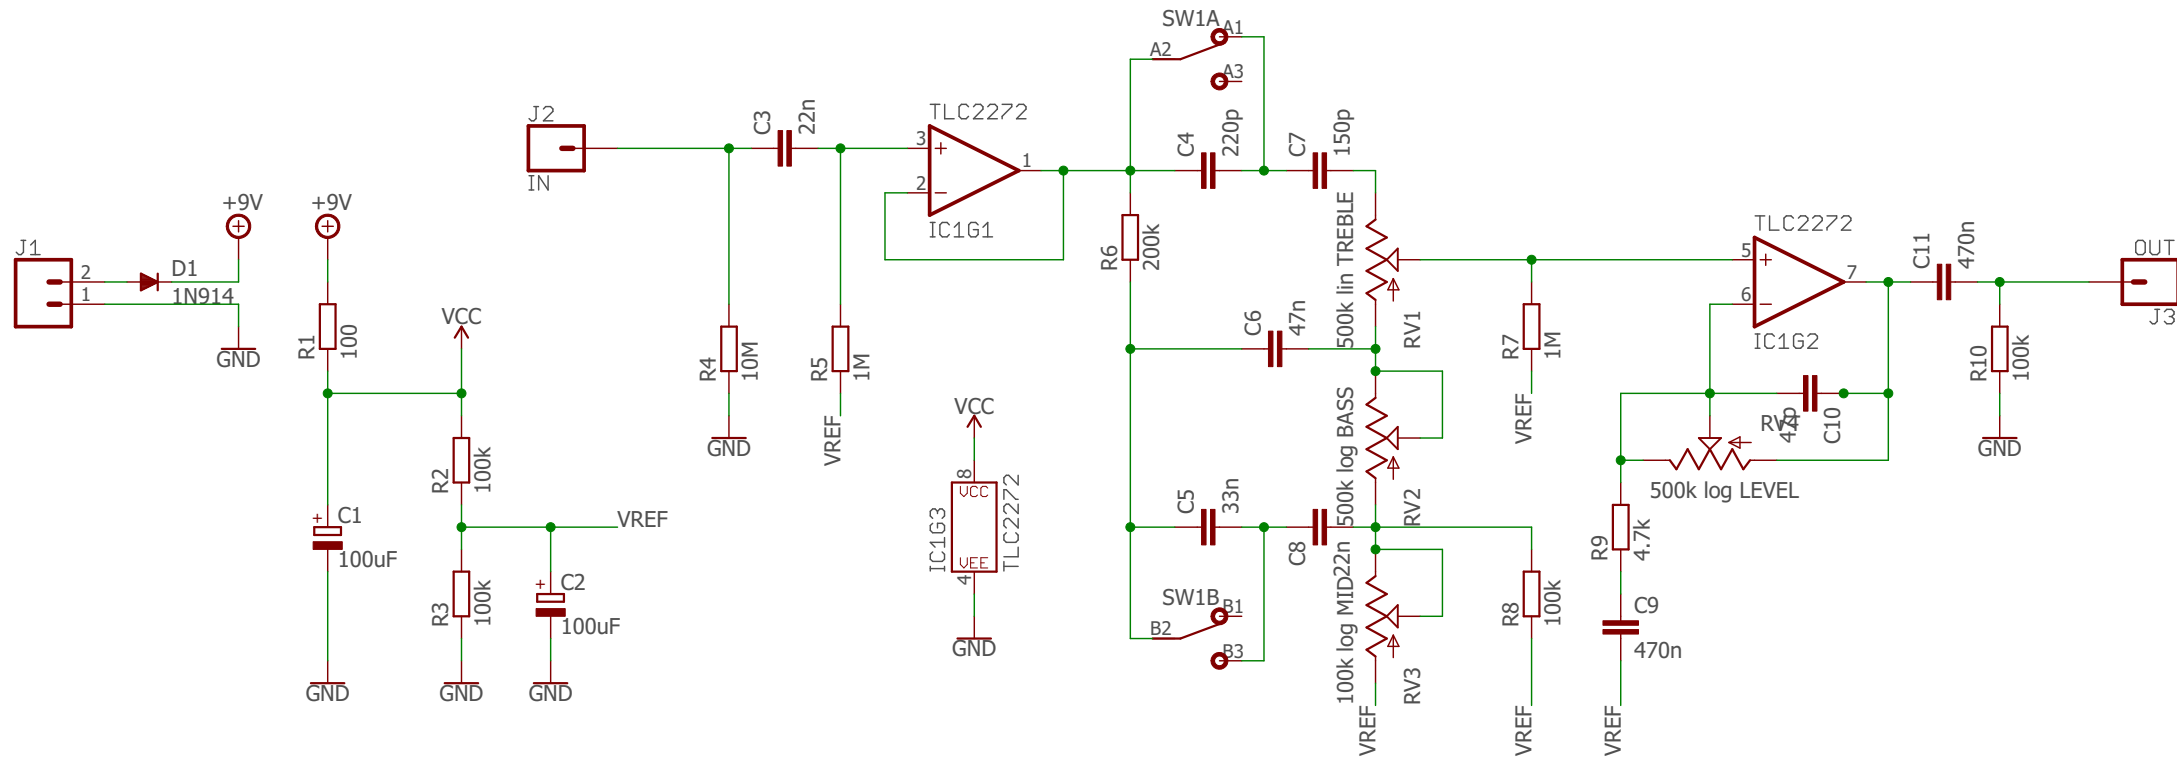 J1
2
1
D1
1N914
+9V
GND
+9V
R1
100
VCC
C1
+
100uF
GND
R2
100k
R3
100k
GND
VREF
C2
+
100uF
GND
J2
IN
C3
22n
R4
10M
GND
R5
1M
VREF
TLC2272
3
+
2
-
1
IC1G1
VCC
8
VCC
VEE
4
IC1G3
TLC2272
GND
SW1A
A1
A2
A3
C4
220p
C7
150p
R6
200k
C6
47n
500k lin TREBLE
RV1
500k log BASS
RV2
C5
33n
C8
22n
SW1B
B1
B2
B3
100k log MID
RV3
VREF
R7
1M
VREF
R8
100k
VREF
TLC2272
5
+
6
-
7
IC1G2
RV4
47p
C10
500k log LEVEL
R9
4.7k
C9
470n
VREF
C11
470n
R10
100k
GND
OUT
J3